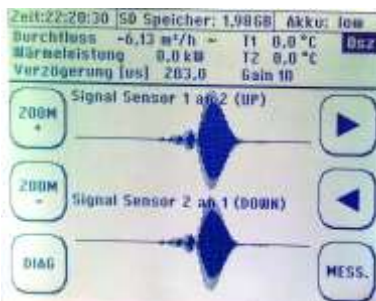 Zeit:22:20:30 SD Speicher: 1,98GB Akku: low
Durchfluss -6,13 m³/h ~ T1 0,0 °C Osz
Wärmeleistung 0,0 kW T2 0,0 °C
Verzögerung [us] 203,0 Gain 10
Signal Sensor 1 an 2 (UP)
ZOOM
+
ZOOM
-
Signal Sensor 2 an 1 (DOWN)
DIAG
MESS.